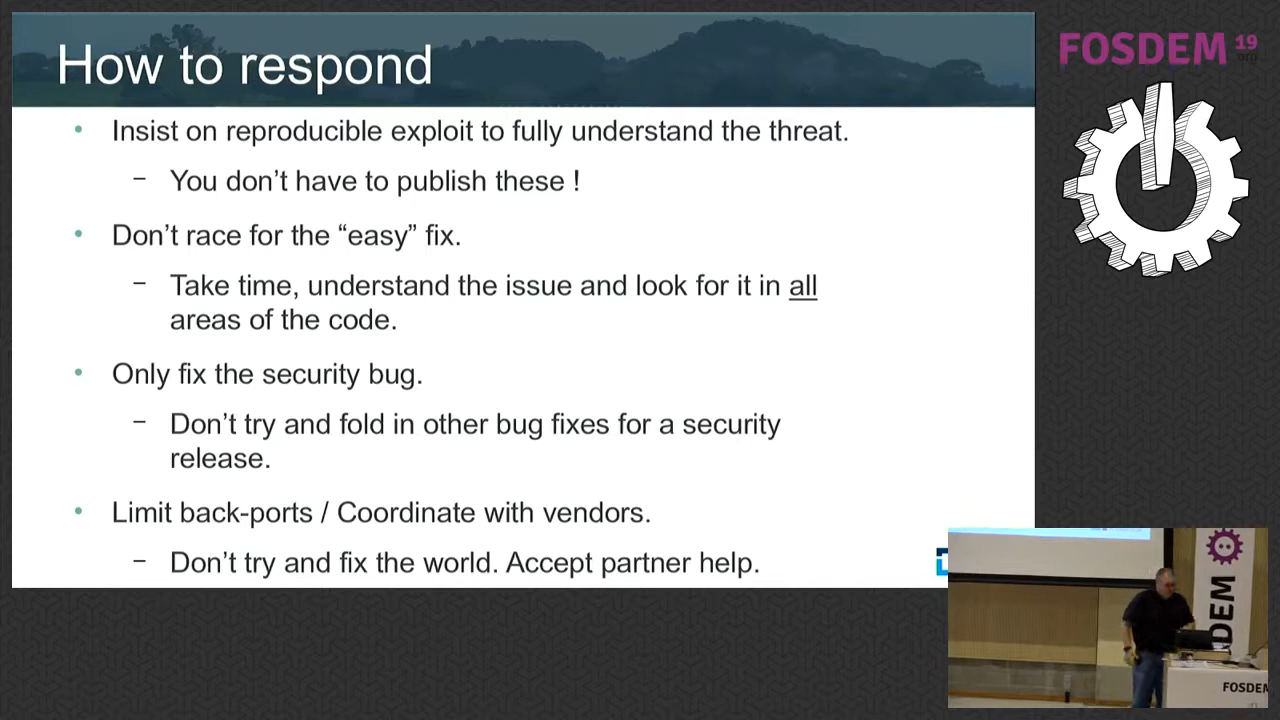 How to respond
FOSDEM 19
.org
• Insist on reproducible exploit to fully understand the threat.
– You don’t have to publish these !
• Don’t race for the “easy” fix.
– Take time, understand the issue and look for it in all
areas of the code.
• Only fix the security bug.
– Don’t try and fold in other bug fixes for a security
release.
• Limit back-ports / Coordinate with vendors.
– Don’t try and fix the world. Accept partner help.
DEM
FOSDEM